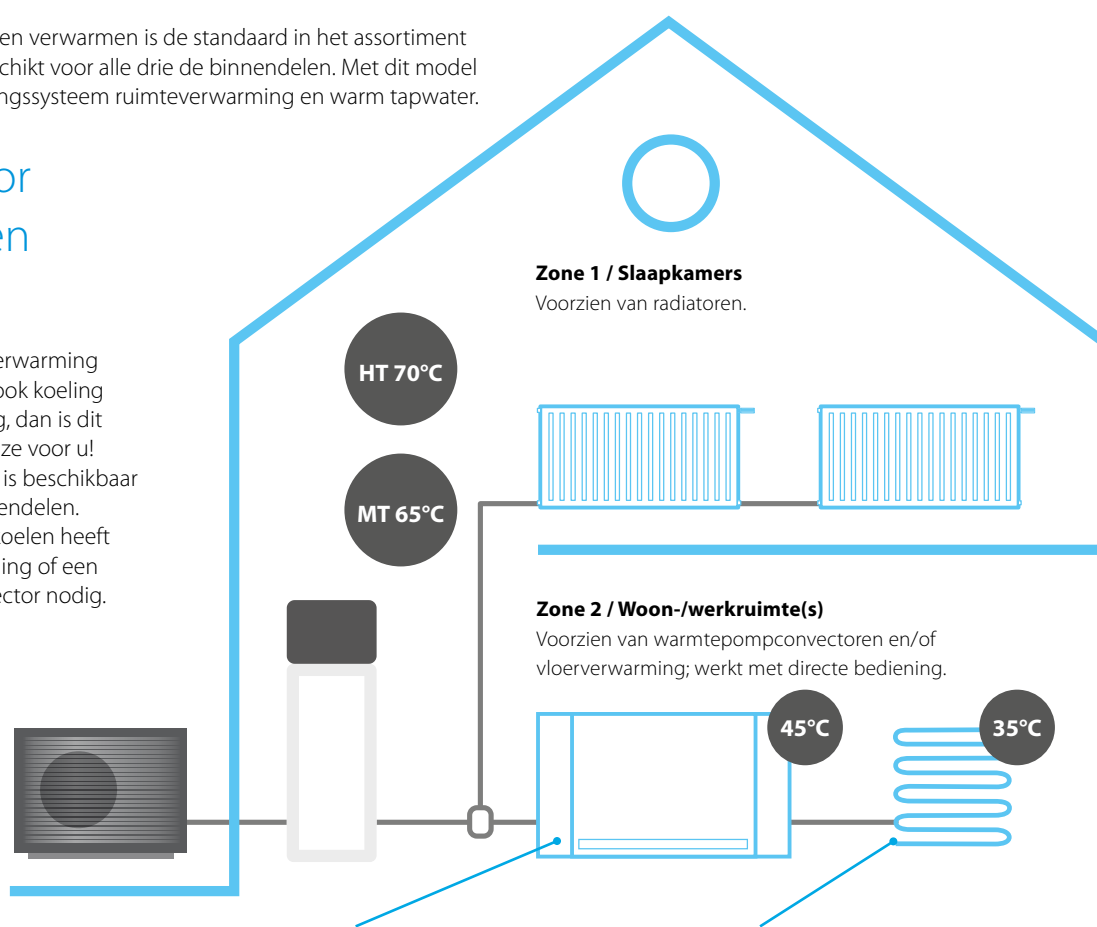 en verwarmen is de standaard in het assortiment
chikt voor alle drie de binnendelen. Met dit model
ngssysteem ruimteverwarming en warm tapwater.
or
en
erwarming
ook koeling
g, dan is dit
ze voor u!
is beschikbaar
endelen.
oelen heeft
ing of een
ector nodig.
HT 70°C
MT 65°C
Zone 1 / Slaapkamers
Voorzien van radiatoren.
Zone 2 / Woon-/werkruimte(s)
Voorzien van warmtepompconvectoren en/of
vloerverwarming; werkt met directe bediening.
45°C
35°C